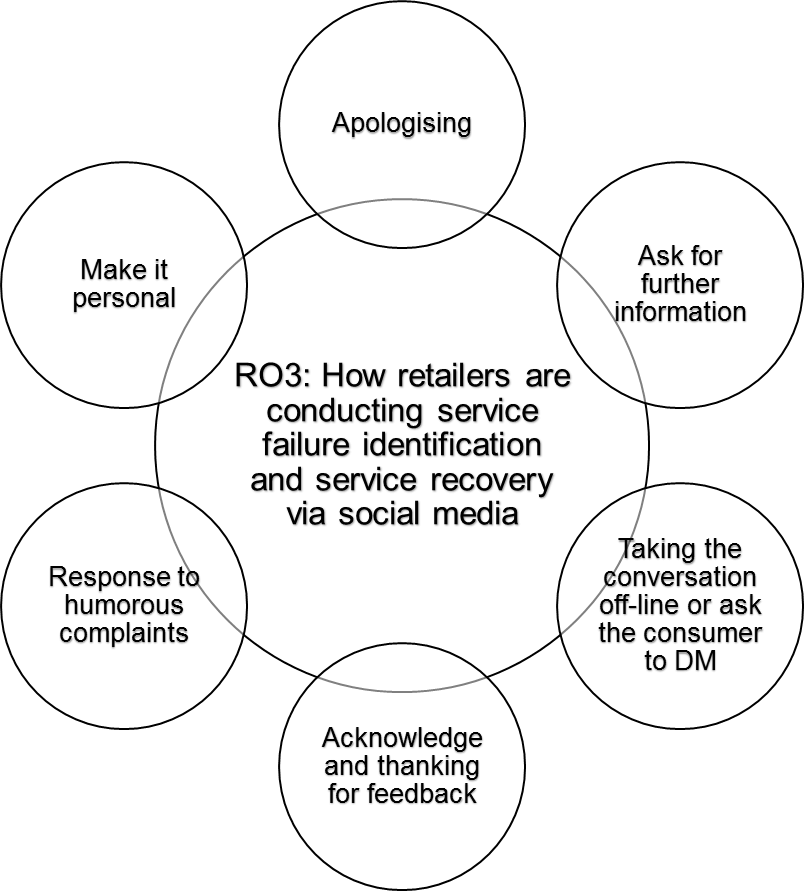 Apologising
Make it
personal
Ask for
further
information
RO3: How retailers are
conducting service
failure identification
and service recovery
via social media
Response to
humorous
complaints
Taking the
conversation
off-line or ask
the consumer
to DM
Acknowledge
and thanking
for feedback